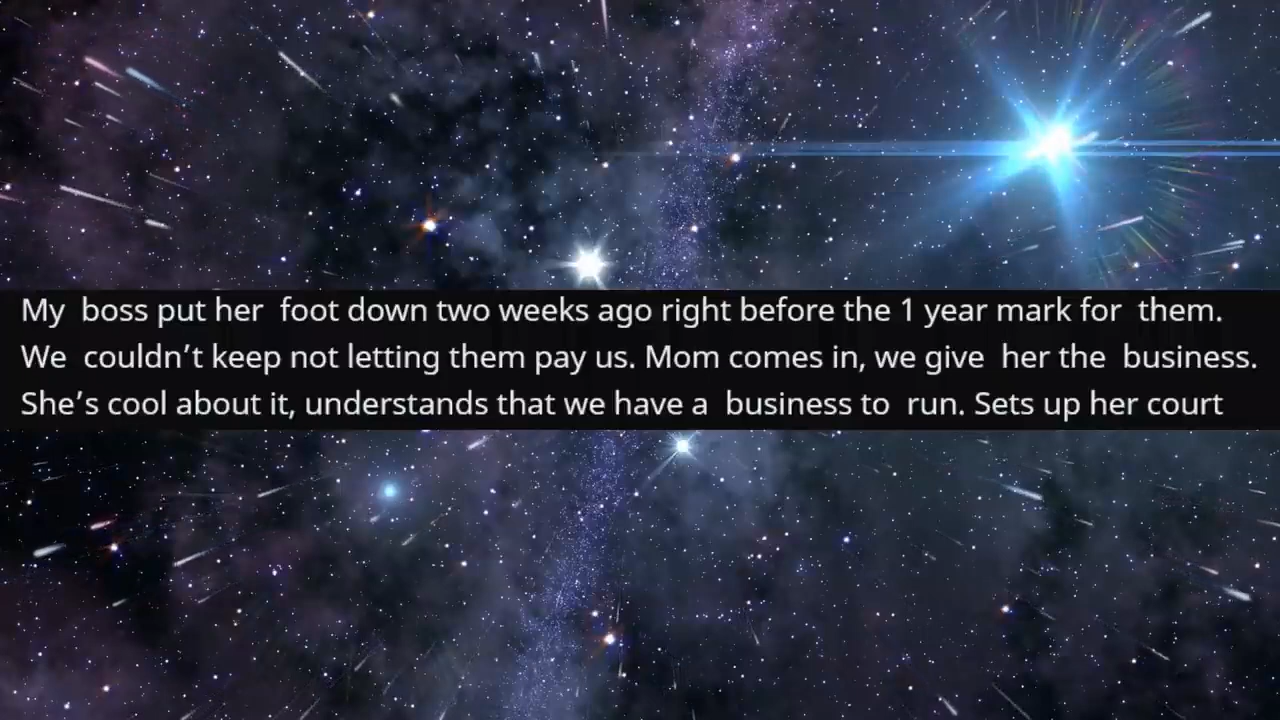 My boss put her foot down two weeks ago right before the 1 year mark for them.
We couldn’t keep not letting them pay us. Mom comes in, we give her the business.
She’s cool about it, understands that we have a business to run. Sets up her court